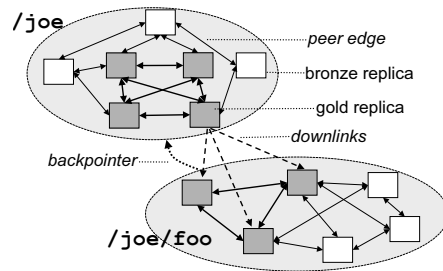 /joe
peer edge
bronze replica
gold replica
downlinks
backpointer
/joe/foo